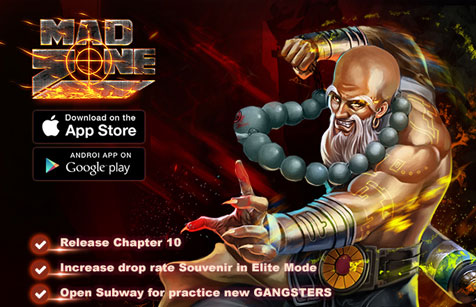 MAD
ZONE
Download on the
App Store
ANDROI APP ON
Google play
Release Chapter 10
Increase drop rate Souvenir in Elite Mode
Open Subway for practice new GANGSTERS